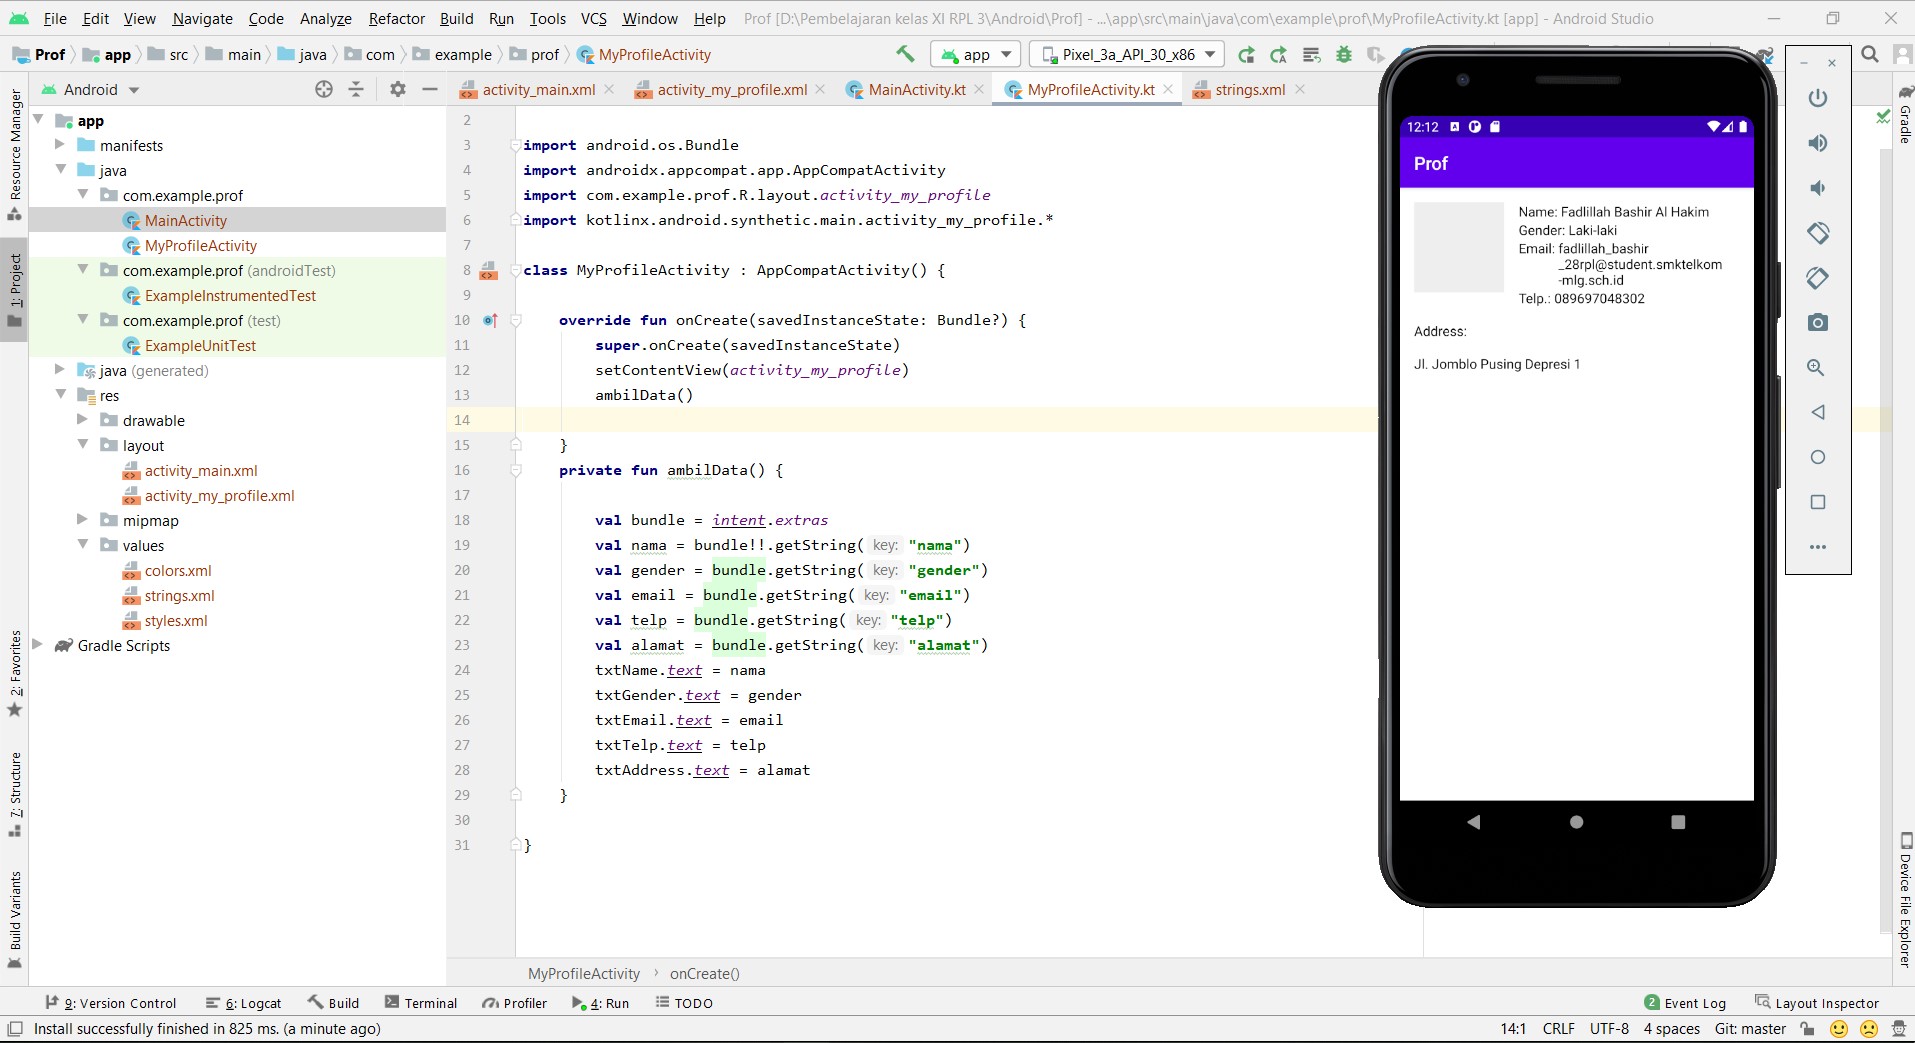 File Edit View Navigate Code Analyze Refactor Build Run Tools VCS Window Help Prof [D:\Pembelajaran kelas XI RPL 3\Android\Prof] - ...\app\src\main\java\com\example\prof\MyProfileActivity.kt [app] - Android Studio
Prof app src main java com example prof MyProfileActivity app Pixel_3a_API_30_x86
Android activity_main.xml activity_my_profile.xml MainActivity.kt MyProfileActivity.kt strings.xml
Resource Manager
1: Project
2: Favorites
7: Structure
Build Variants
app
manifests
java
com.example.prof
MainActivity
MyProfileActivity
com.example.prof (androidTest)
ExampleInstrumentedTest
com.example.prof (test)
ExampleUnitTest
java (generated)
res
drawable
layout
activity_main.xml
activity_my_profile.xml
mipmap
values
colors.xml
strings.xml
styles.xml
Gradle Scripts
2
3 import android.os.Bundle
4 import androidx.appcompat.app.AppCompatActivity
5 import com.example.prof.R.layout.activity_my_profile
6 import kotlinx.android.synthetic.main.activity_my_profile.*
7
8 class MyProfileActivity : AppCompatActivity() {
9
10 override fun onCreate(savedInstanceState: Bundle?) {
11 super.onCreate(savedInstanceState)
12 setContentView(activity_my_profile)
13 ambilData()
14
15 }
16 private fun ambilData() {
17
18 val bundle = intent.extras
19 val nama = bundle!!.getString( key: "nama")
20 val gender = bundle.getString( key: "gender")
21 val email = bundle.getString( key: "email")
22 val telp = bundle.getString( key: "telp")
23 val alamat = bundle.getString( key: "alamat")
24 txtName.text = nama
25 txtGender.text = gender
26 txtEmail.text = email
27 txtTelp.text = telp
28 txtAddress.text = alamat
29 }
30
31 }
12:12
Prof
Name: Fadlillah Bashir Al Hakim
Gender: Laki-laki
Email: fadlillah_bashir
_28rpl@student.smktelkom
-mlg.sch.id
Telp.: 089697048302
Address:
Jl. Jomblo Pusing Depresi 1
Gradle
Device File Explorer
MyProfileActivity onCreate()
9: Version Control 6: Logcat Build Terminal Profiler 4: Run TODO 2 Event Log Layout Inspector
Install successfully finished in 825 ms. (a minute ago) 14:1 CRLF UTF-8 4 spaces Git: master